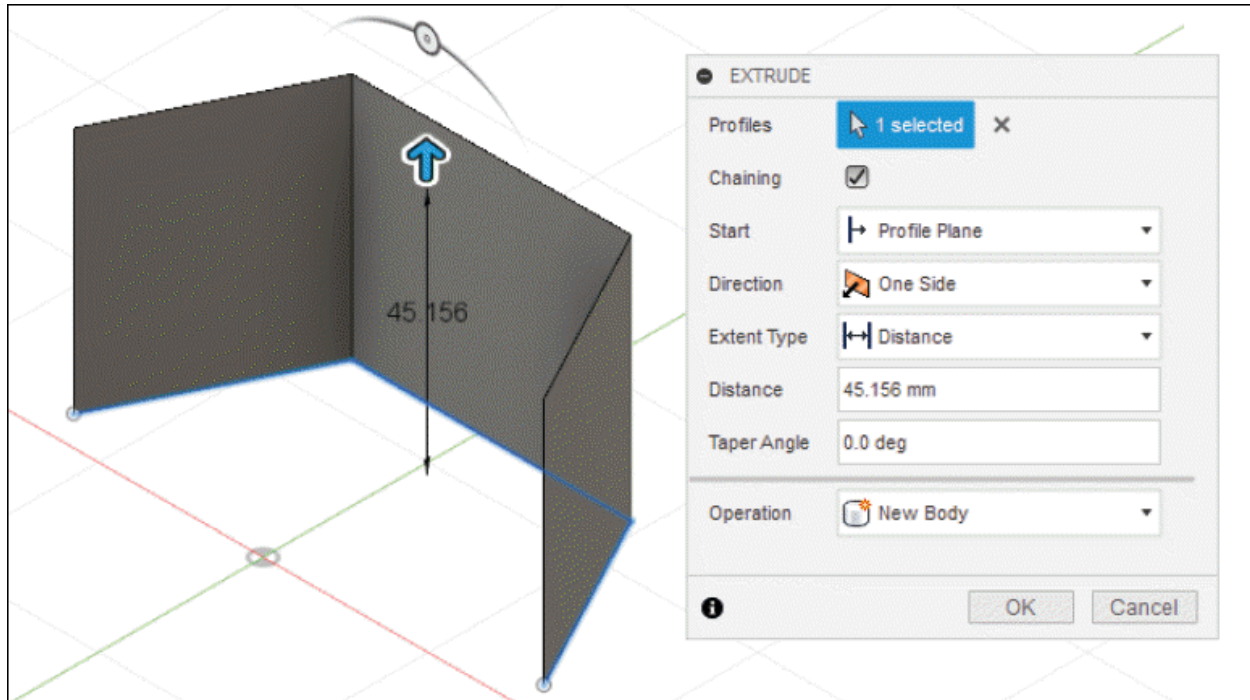 EXTRUDE
Profiles 1 selected
Chaining
Start Profile Plane
Direction One Side
Extent Type Distance
Distance 45.156 mm
Taper Angle 0.0 deg
Operation New Body
OK Cancel
45.156